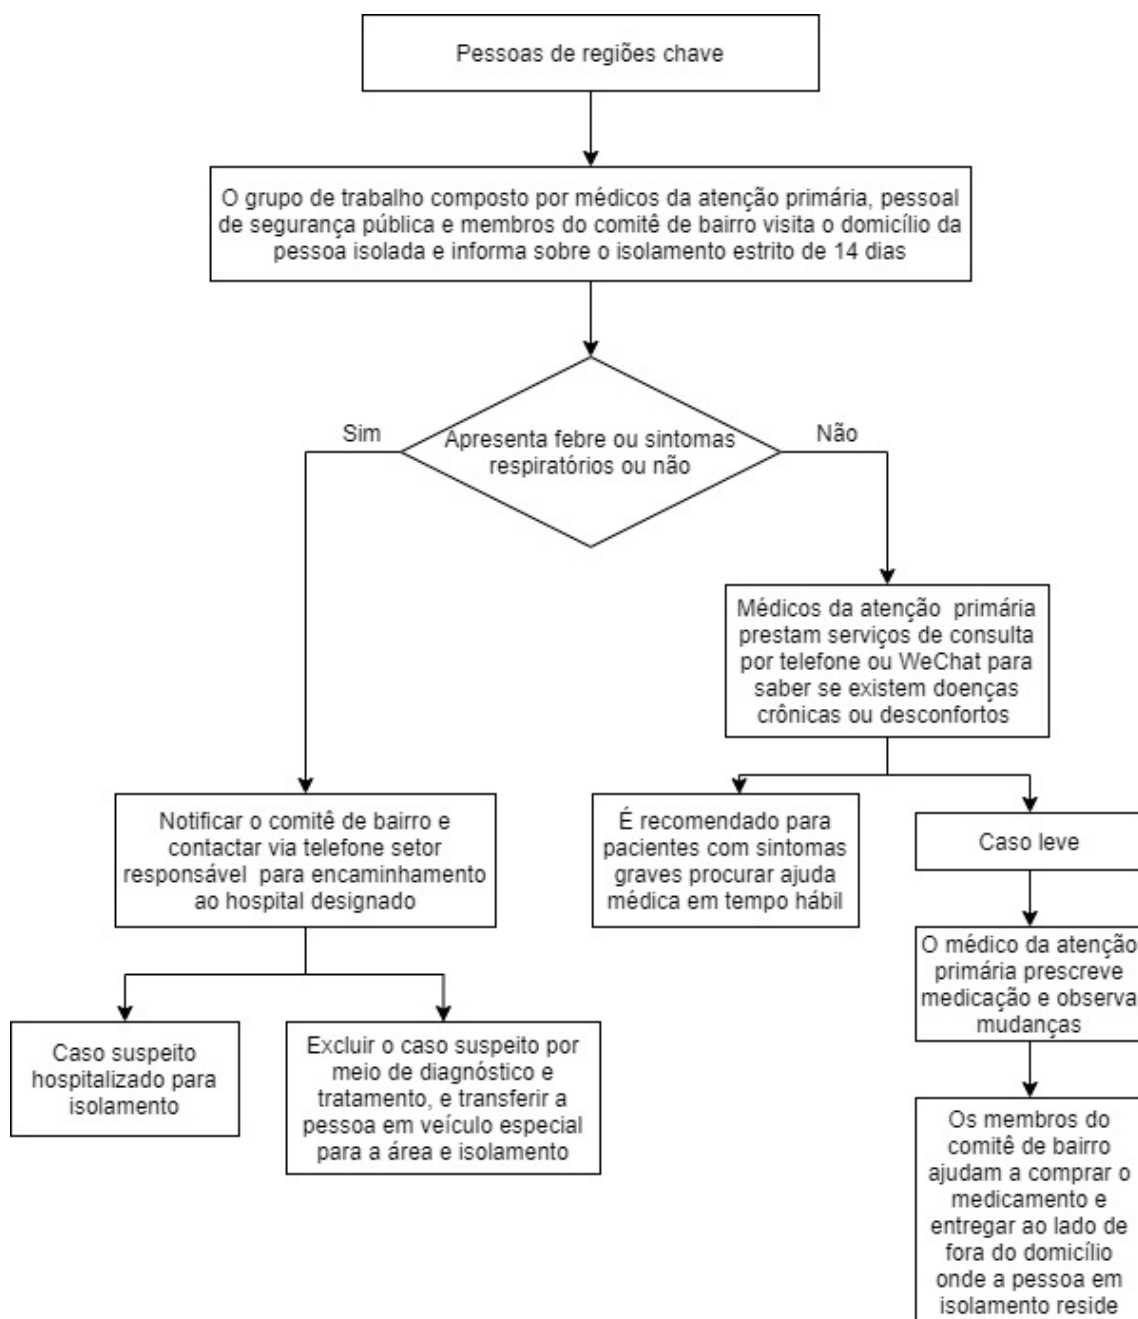 Pessoas de regiões chave
O grupo de trabalho composto por médicos da atenção primária, pessoal
de segurança pública e membros do comitê de bairro visita o domicílio da
pessoa isolada e informa sobre o isolamento estrito de 14 dias
Sim
Apresenta febre ou sintomas
respiratórios ou não
Não
Médicos da atenção primária
prestam serviços de consulta
por telefone ou WeChat para
saber se existem doenças
crônicas ou desconfortos
Notificar o comitê de bairro e
contactar via telefone setor
responsável para encaminhamento
ao hospital designado
É recomendado para
pacientes com sintomas
graves procurar ajuda
médica em tempo hábil
Caso leve
O médico da atenção
primária prescreve
medicação e observa
mudanças
Caso suspeito
hospitalizado para
isolamento
Excluir o caso suspeito por
meio de diagnóstico e
tratamento, e transferir a
pessoa em veículo especial
para a área e isolamento
Os membros do
comitê de bairro
ajudam a comprar o
medicamento e
entregar ao lado de
fora do domicílio
onde a pessoa em
isolamento reside